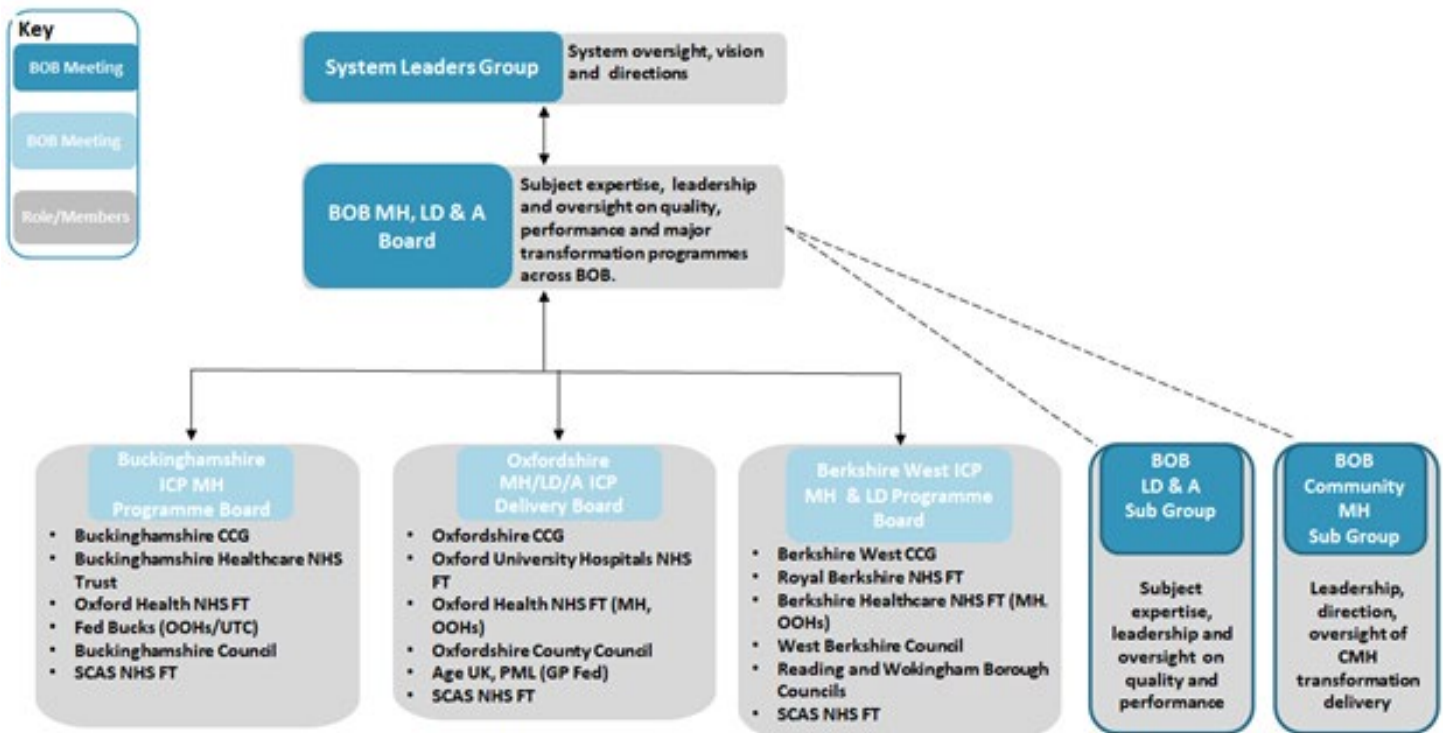 Key
BOB Meeting
BOB Meeting
Role/Members
System Leaders Group
System oversight, vision
and directions
BOB MH, LD & A
Board
Subject expertise, leadership
and oversight on quality,
performance and major
transformation programmes
across BOB.
Buckinghamshire
ICP MH
Programme Board
• Buckinghamshire CCG
• Buckinghamshire Healthcare NHS
Trust
• Oxford Health NHS FT
• Fed Bucks (OOHs/UTC)
• Buckinghamshire Council
• SCAS NHS FT
Oxfordshire
MH/LD/A ICP
Delivery Board
• Oxfordshire CCG
• Oxford University Hospitals NHS
FT
• Oxford Health NHS FT (MH,
OOHs)
• Oxfordshire County Council
• Age UK, PML (GP Fed)
• SCAS NHS FT
Berkshire West ICP
MH & LD Programme
Board
• Berkshire West CCG
• Royal Berkshire NHS FT
• Berkshire Healthcare NHS FT (MH.
OOHs)
• West Berkshire Council
• Reading and Wokingham Borough
Councils
• SCAS NHS FT
BOB
LD & A
Sub Group
Subject
expertise,
leadership and
oversight on
quality and
performance
BOB
Community
MH
Sub Group
Leadership,
direction,
oversight of
CMH
transformation
delivery